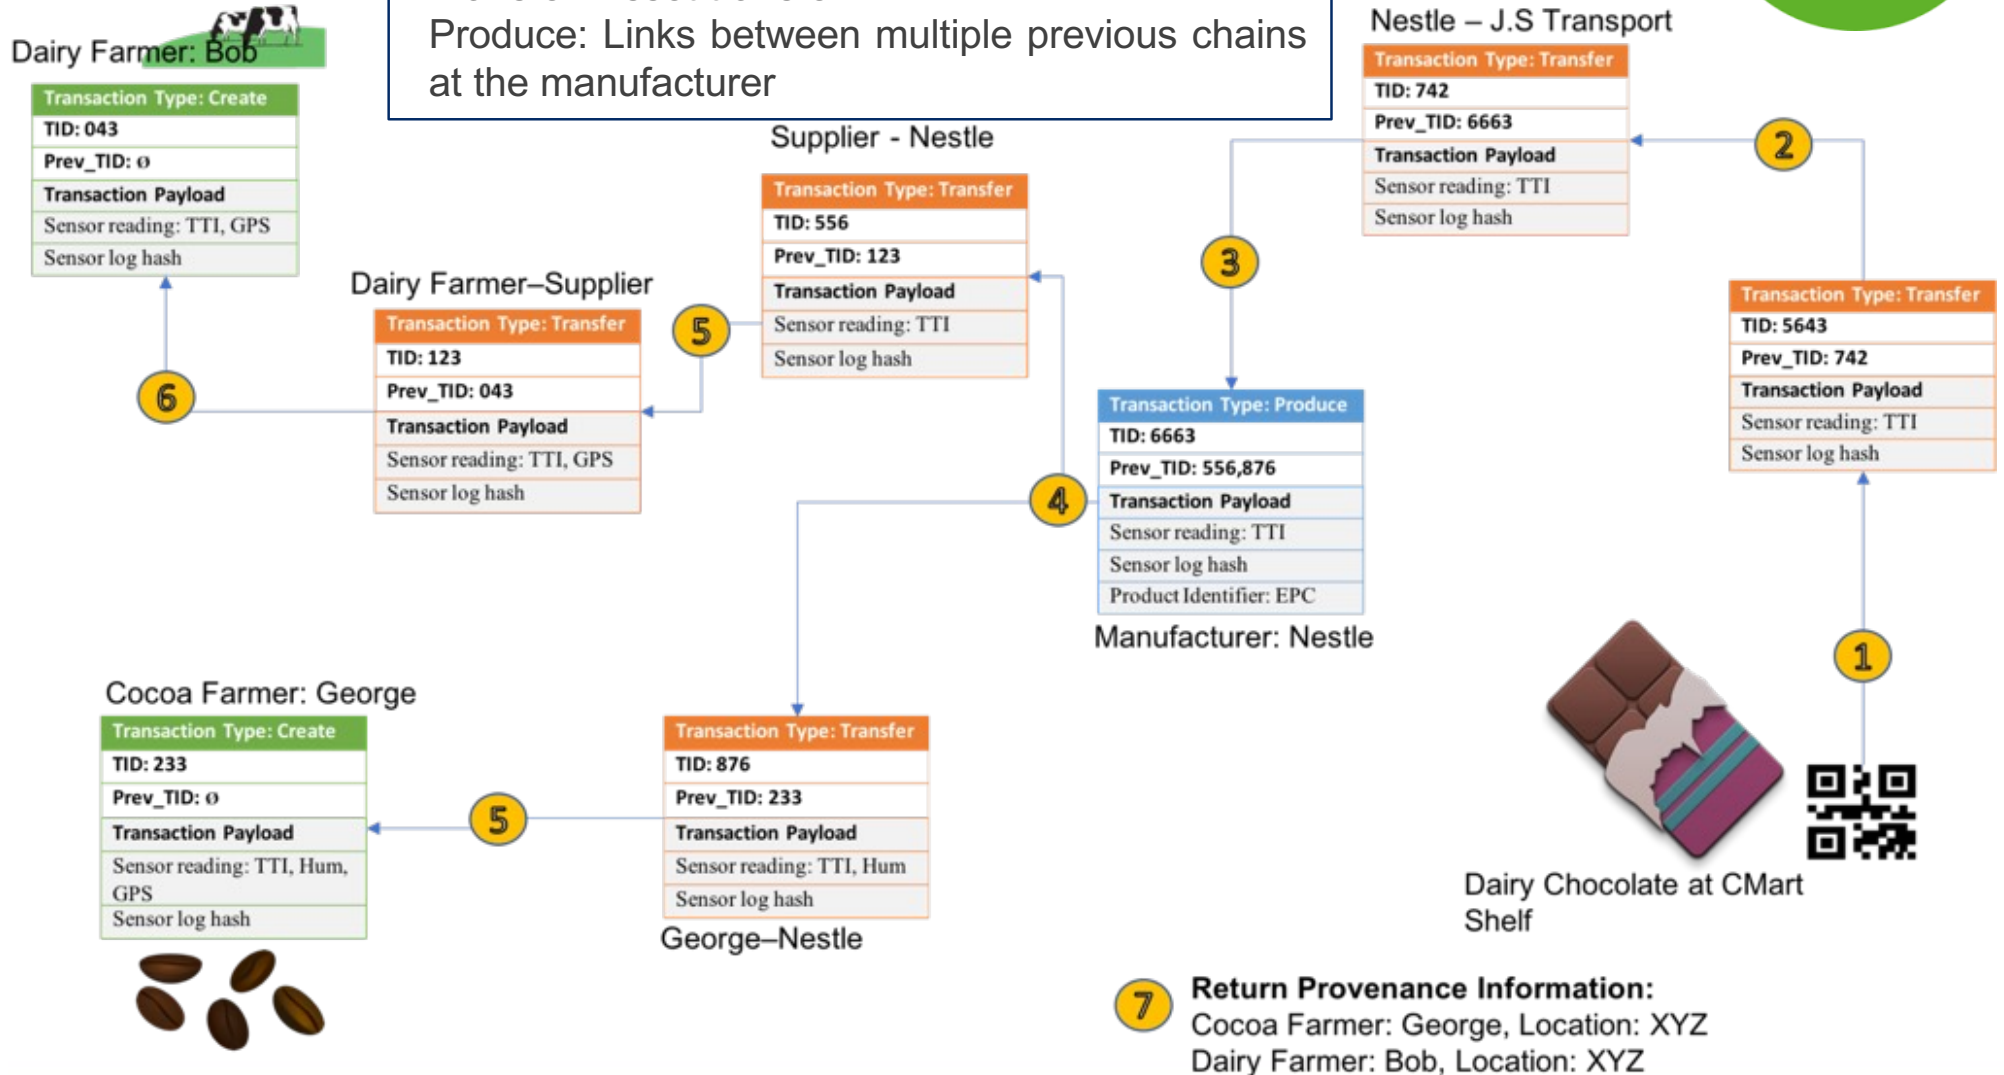 Produce: Links between multiple previous chains
at the manufacturer
Dairy Farmer: Bob
Transaction Type: Create
TID: 043
Prev_TID: ø
Transaction Payload
Sensor reading: TTI, GPS
Sensor log hash
6
Dairy Farmer–Supplier
Transaction Type: Transfer
TID: 123
Prev_TID: 043
Transaction Payload
Sensor reading: TTI, GPS
Sensor log hash
5
Supplier - Nestle
Transaction Type: Transfer
TID: 556
Prev_TID: 123
Transaction Payload
Sensor reading: TTI
Sensor log hash
Nestle – J.S Transport
Transaction Type: Transfer
TID: 742
Prev_TID: 6663
Transaction Payload
Sensor reading: TTI
Sensor log hash
2
3
Transaction Type: Transfer
TID: 5643
Prev_TID: 742
Transaction Payload
Sensor reading: TTI
Sensor log hash
1
Transaction Type: Produce
TID: 6663
Prev_TID: 556,876
Transaction Payload
Sensor reading: TTI
Sensor log hash
Product Identifier: EPC
Manufacturer: Nestle
4
Cocoa Farmer: George
Transaction Type: Create
TID: 233
Prev_TID: ø
Transaction Payload
Sensor reading: TTI, Hum,
GPS
Sensor log hash
5
Transaction Type: Transfer
TID: 876
Prev_TID: 233
Transaction Payload
Sensor reading: TTI, Hum
Sensor log hash
George–Nestle
Dairy Chocolate at CMart
Shelf
7
Return Provenance Information:
Cocoa Farmer: George, Location: XYZ
Dairy Farmer: Bob, Location: XYZ